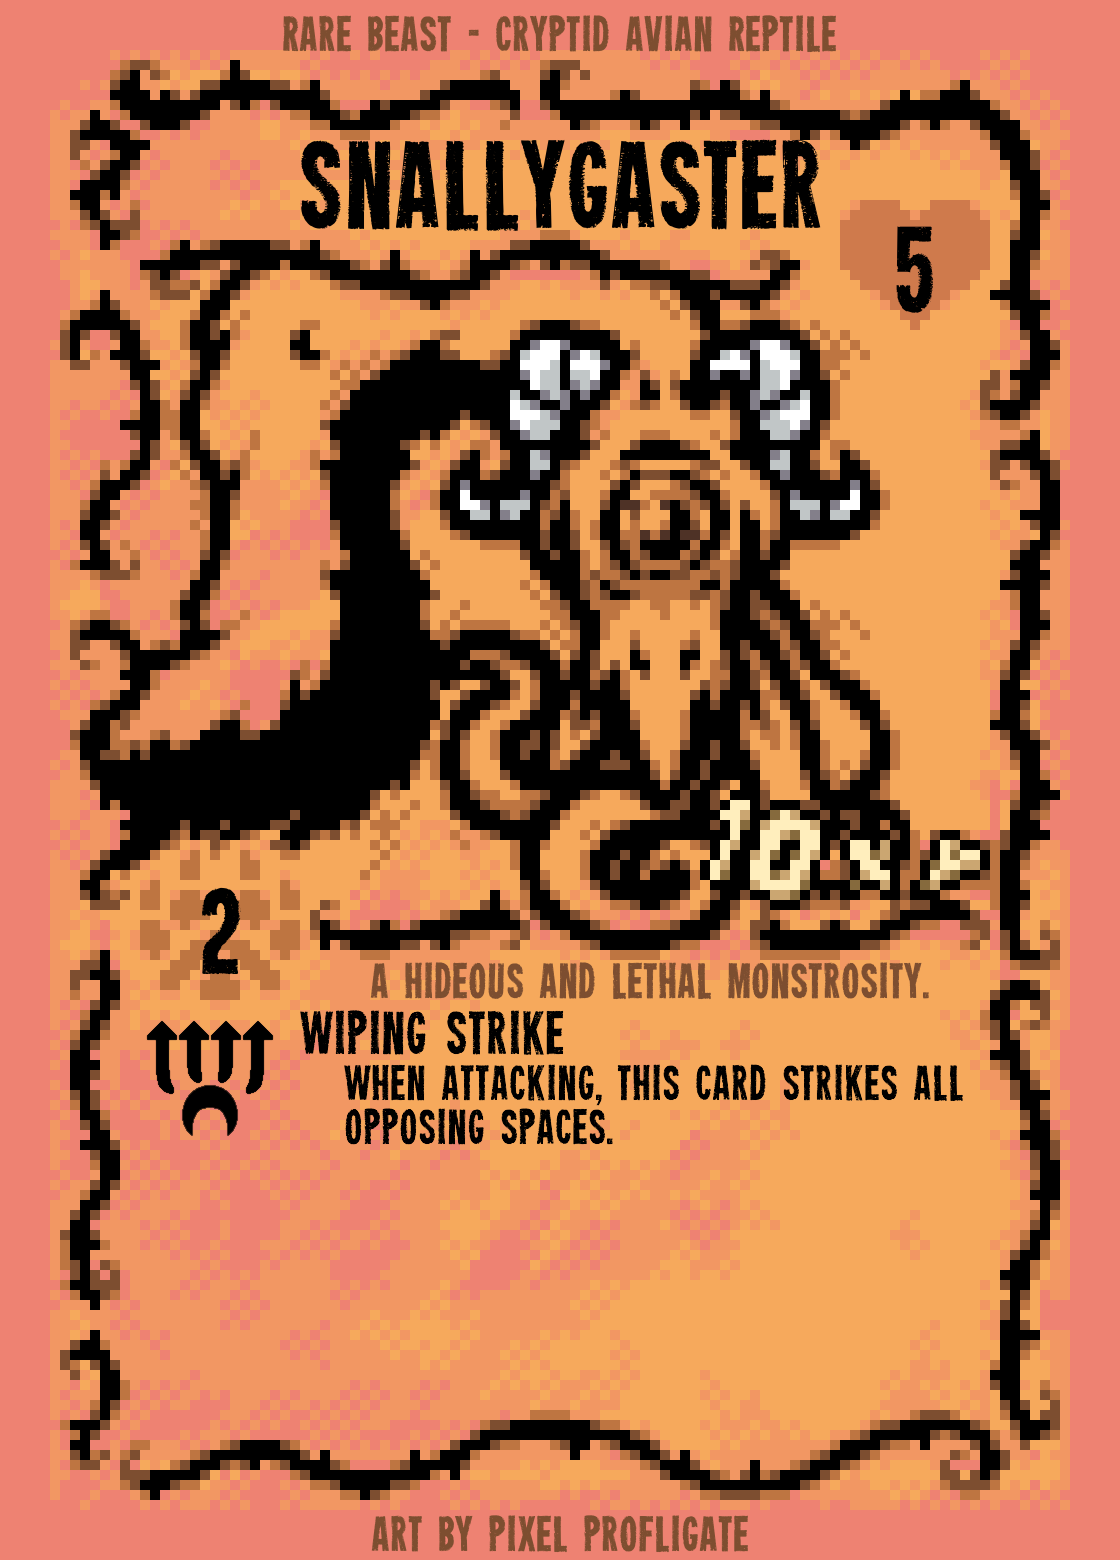 RARE BEAST - CRYPTID AVIAN REPTILE
SNALLYGASTER
5
2
A HIDEOUS AND LETHAL MONSTROSITY.
WIPING STRIKE
WHEN ATTACKING, THIS CARD STRIKES ALL
OPPOSING SPACES.
ART BY PIXEL PROFLIGATE